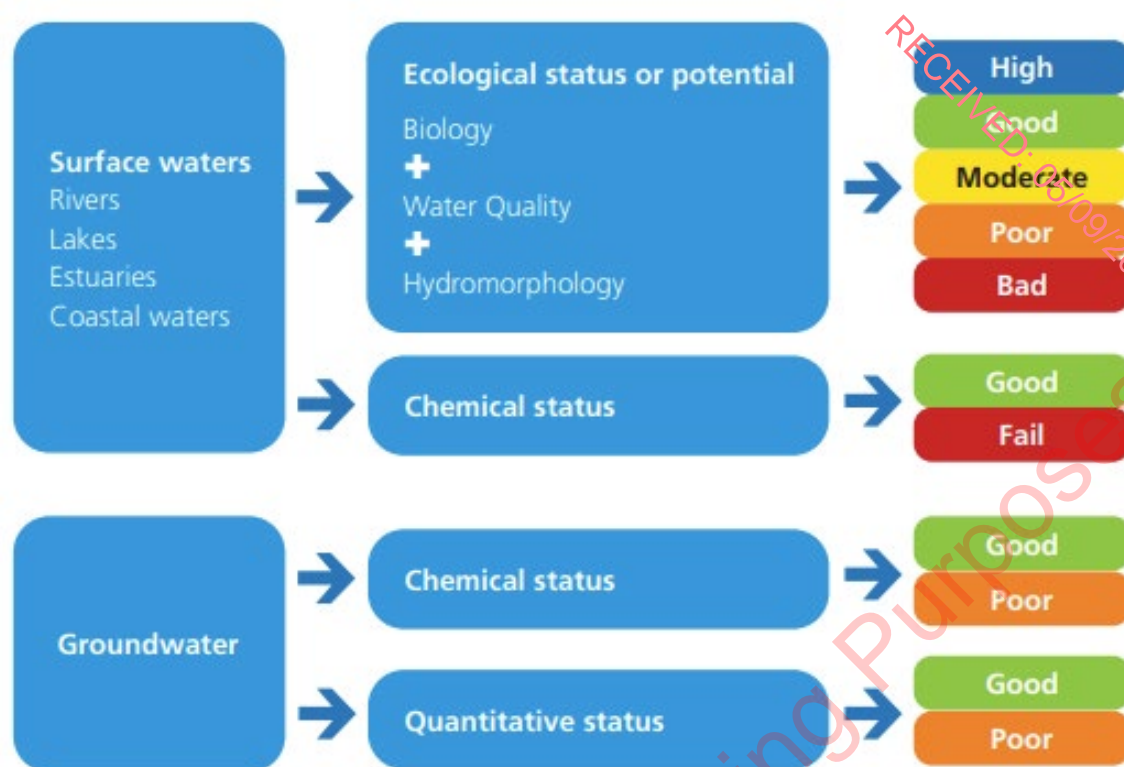 Surface waters
Rivers
Lakes
Estuaries
Coastal waters
Ecological status or potential
Biology
+
Water Quality
+
Hydromorphology
High
Good
Moderate
Poor
Bad
Chemical status
Good
Fail
Groundwater
Chemical status
Good
Poor
Quantitative status
Good
Poor
RECEIVED:
Purposes